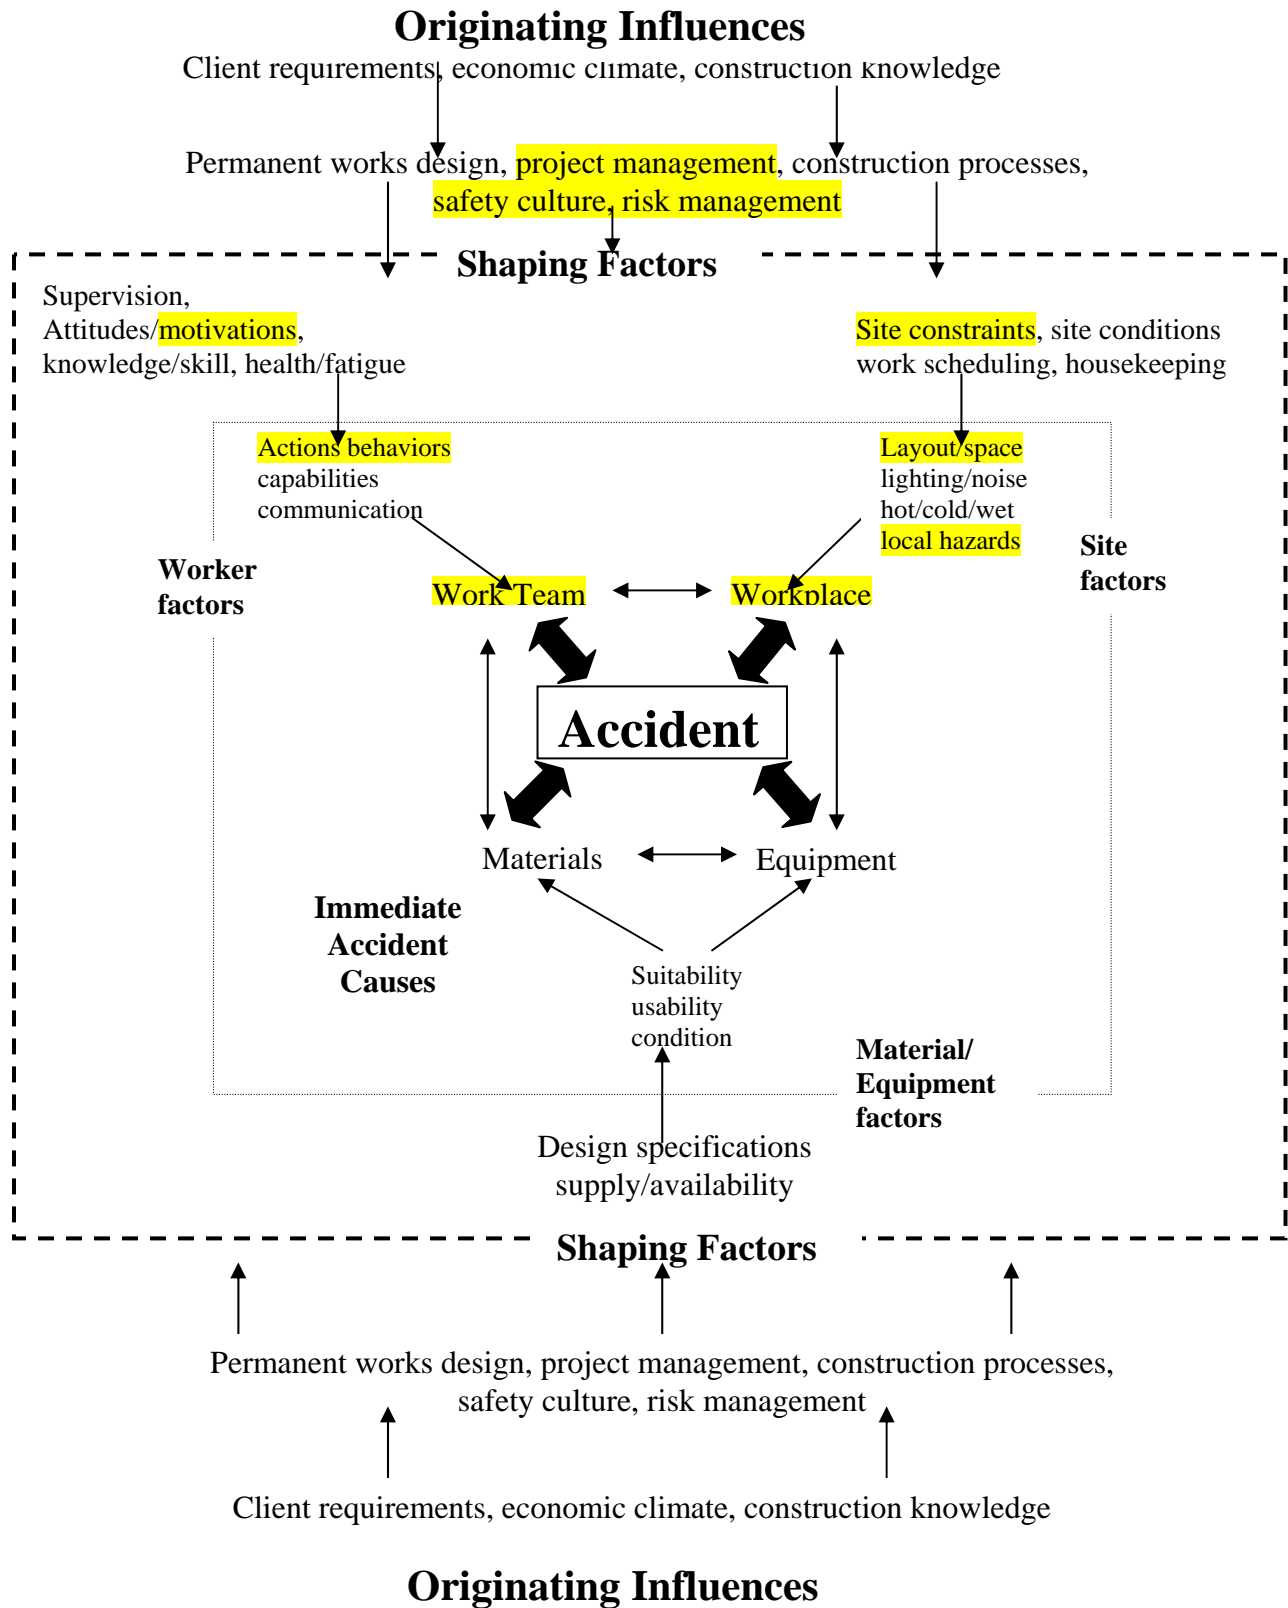 Originating Influences
Client requirements, economic climate, construction knowledge
Permanent works design, project management, construction processes,
safety culture, risk management
Shaping Factors
Supervision,
Attitudes/motivations,
knowledge/skill, health/fatigue
Site constraints, site conditions
work scheduling, housekeeping
Actions behaviors
capabilities
communication
Layout/space
lighting/noise
hot/cold/wet
local hazards
Worker
factors
Site
factors
Work Team
Workplace
Accident
Materials
Equipment
Immediate
Accident
Causes
Suitability
usability
condition
Material/
Equipment
factors
Design specifications
supply/availability
Shaping Factors
Permanent works design, project management, construction processes,
safety culture, risk management
Client requirements, economic climate, construction knowledge
Originating Influences